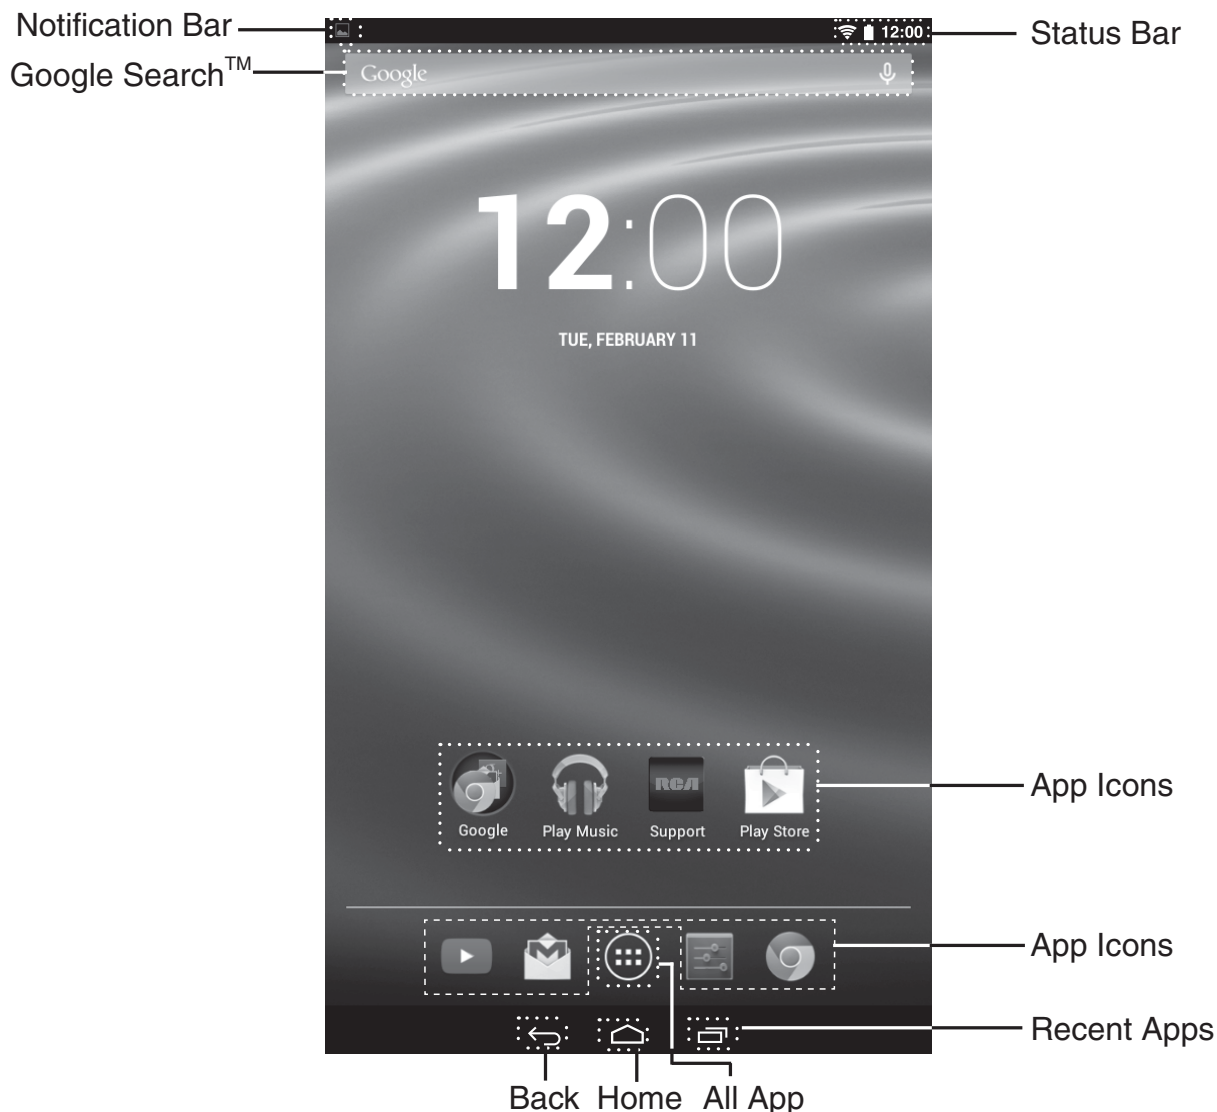 Notification Bar
12:00
Status Bar
Google Search™
Google
12:00
TUE, FEBRUARY 11
RCA
Google Play Music Support Play Store
App Icons
App Icons
Recent Apps
Back Home All App